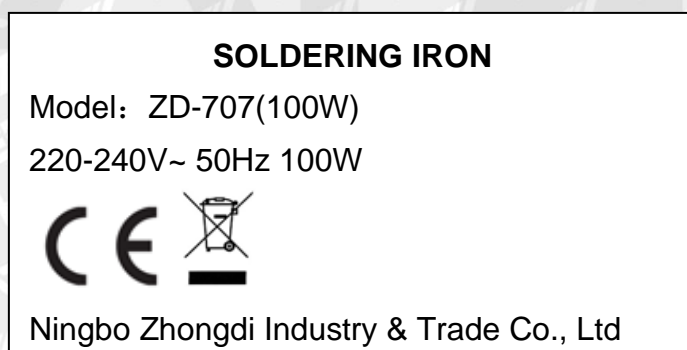 SOLDERING IRON
Model：ZD-707(100W)
220-240V~ 50Hz 100W
CE
Ningbo Zhongdi Industry & Trade Co., Ltd